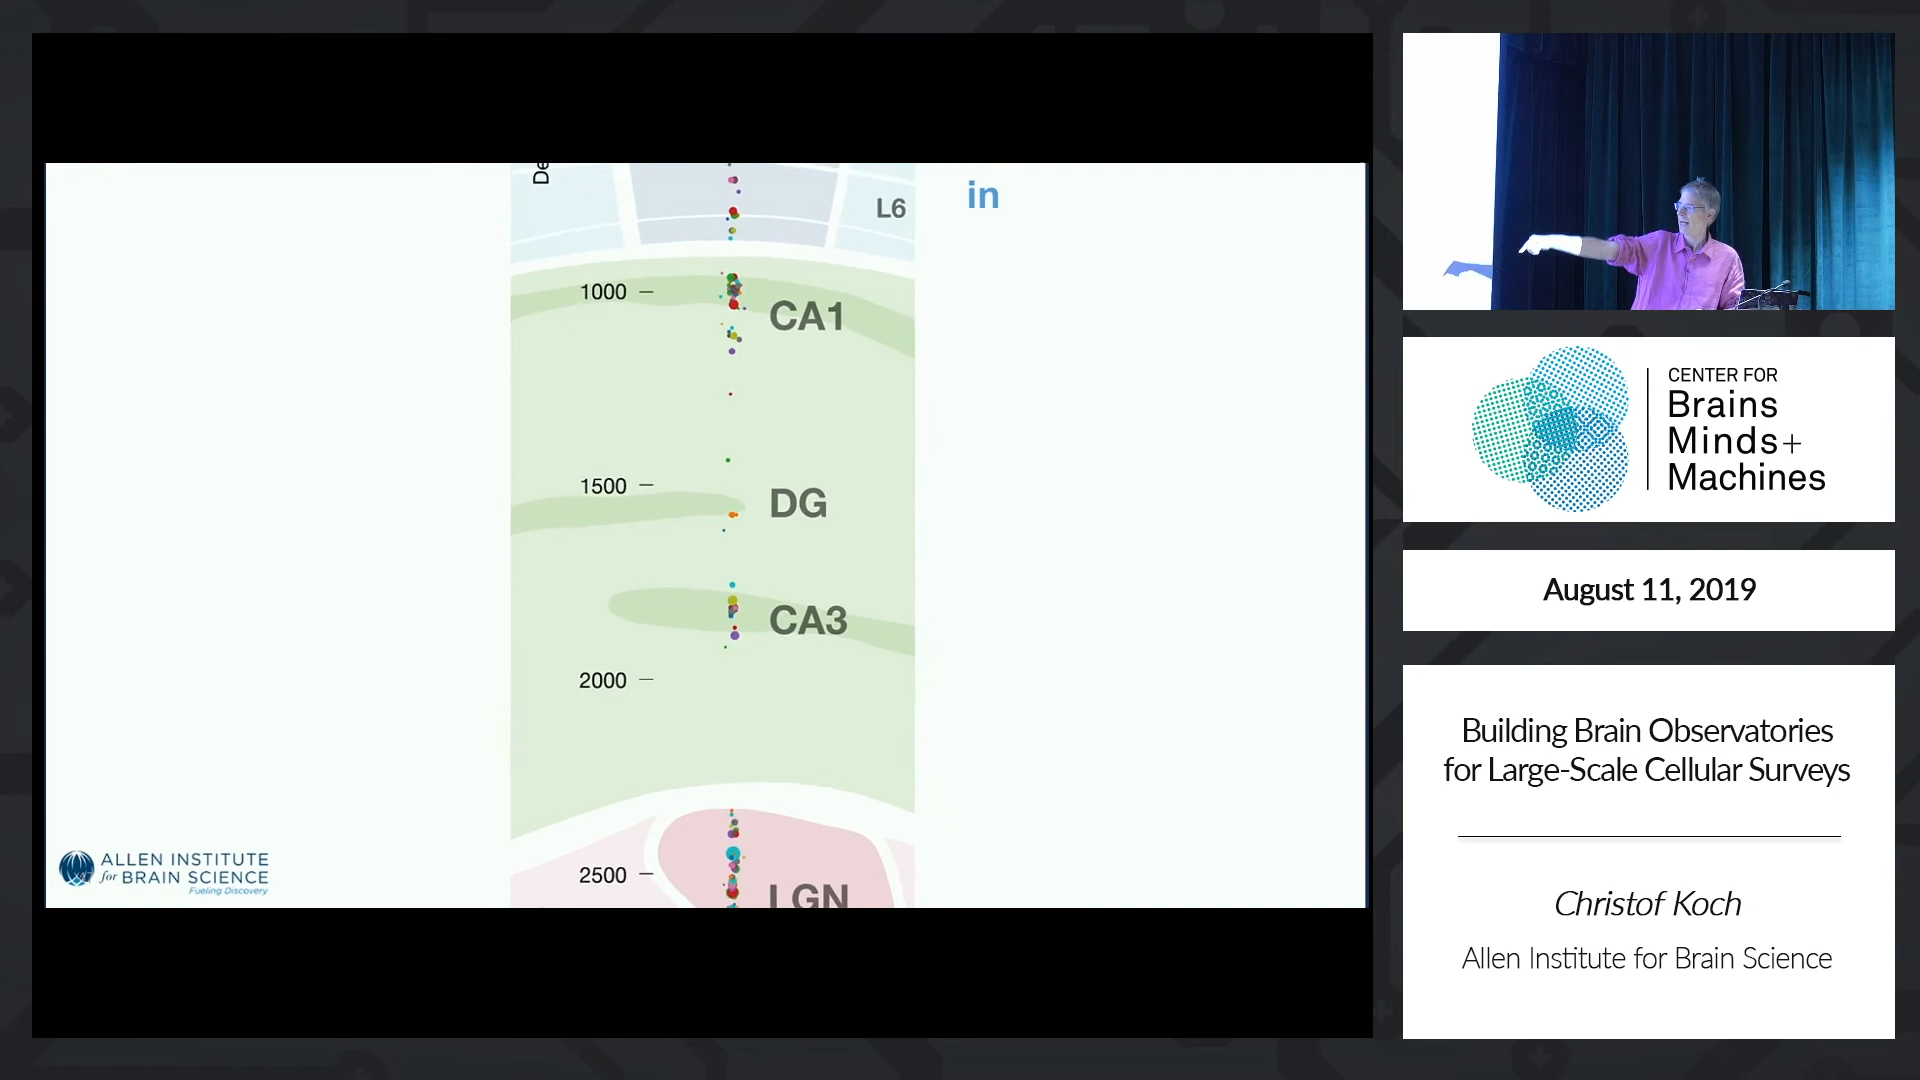 De
in
L6
1000
CA1
1500
DG
CA3
2000
2500
LGN
ALLEN INSTITUTE
for BRAIN SCIENCE
Fueling Discovery
CENTER FOR
Brains
Minds+
Machines
August 11, 2019
Building Brain Observatories
for Large-Scale Cellular Surveys
Christof Koch
Allen Institute for Brain Science